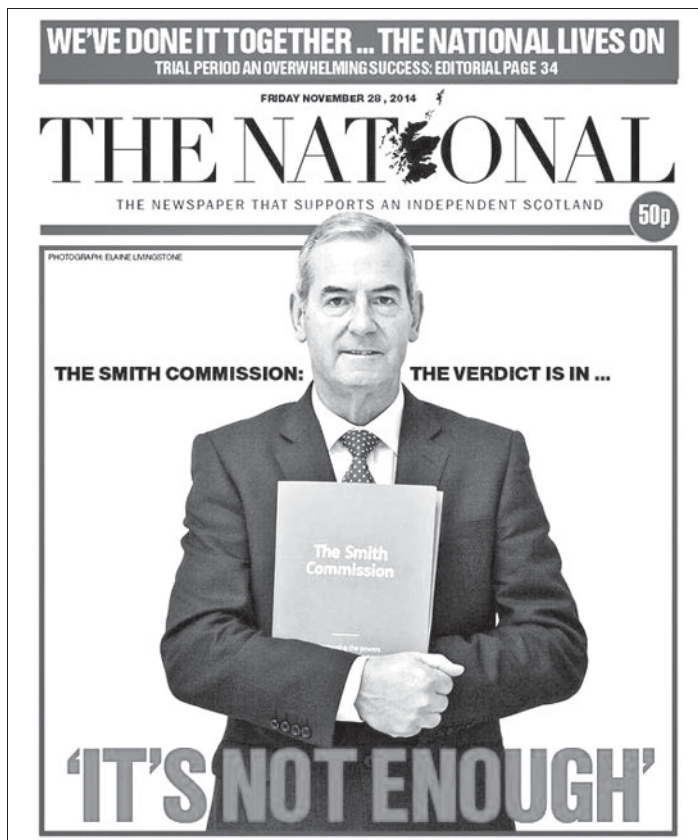 WE'VE DONE IT TOGETHER ... THE NATIONAL LIVES ON
TRIAL PERIOD AN OVERWHELMING SUCCESS: EDITORIAL PAGE 34
FRIDAY NOVEMBER 28, 2014
THE NATIONAL
THE NEWSPAPER THAT SUPPORTS AN INDEPENDENT SCOTLAND
50p
PHOTOGRAPH: ELAINE LIVINGSTONE
THE SMITH COMMISSION: THE VERDICT IS IN ...
The Smith
Commission
the powers
'IT'S NOT ENOUGH'